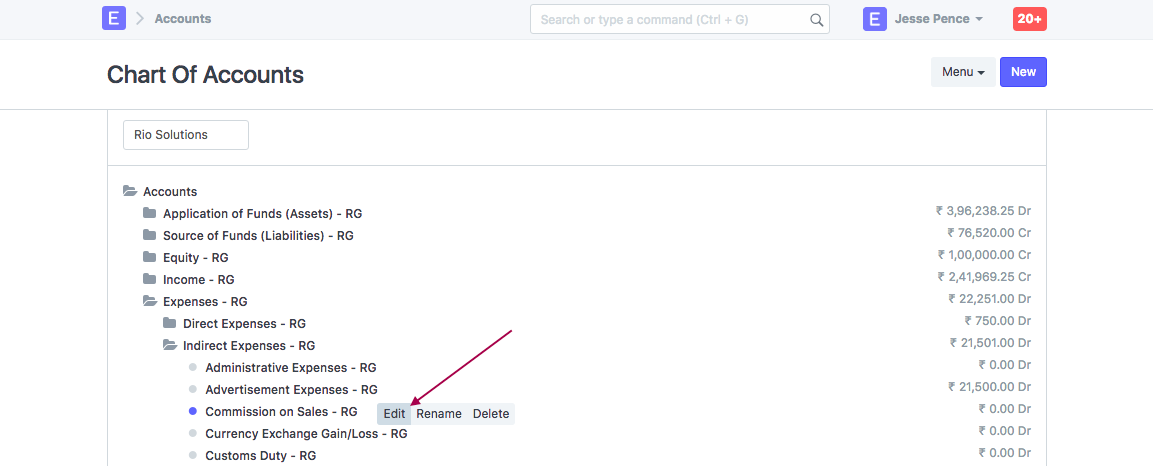 E Accounts Search or type a command (Ctrl + G) E Jesse Pence 20+
Chart Of Accounts Menu New
Rio Solutions
Accounts
Application of Funds (Assets) - RG ₹ 3,96,238.25 Dr
Source of Funds (Liabilities) - RG ₹ 76,520.00 Cr
Equity - RG ₹ 1,00,000.00 Cr
Income - RG ₹ 2,41,969.25 Cr
Expenses - RG ₹ 22,251.00 Dr
Direct Expenses - RG ₹ 750.00 Dr
Indirect Expenses - RG ₹ 21,501.00 Dr
Administrative Expenses - RG ₹ 0.00 Dr
Advertisement Expenses - RG ₹ 21,500.00 Dr
Commission on Sales - RG Edit Rename Delete ₹ 0.00 Dr
Currency Exchange Gain/Loss - RG ₹ 0.00 Dr
Customs Duty - RG ₹ 0.00 Dr